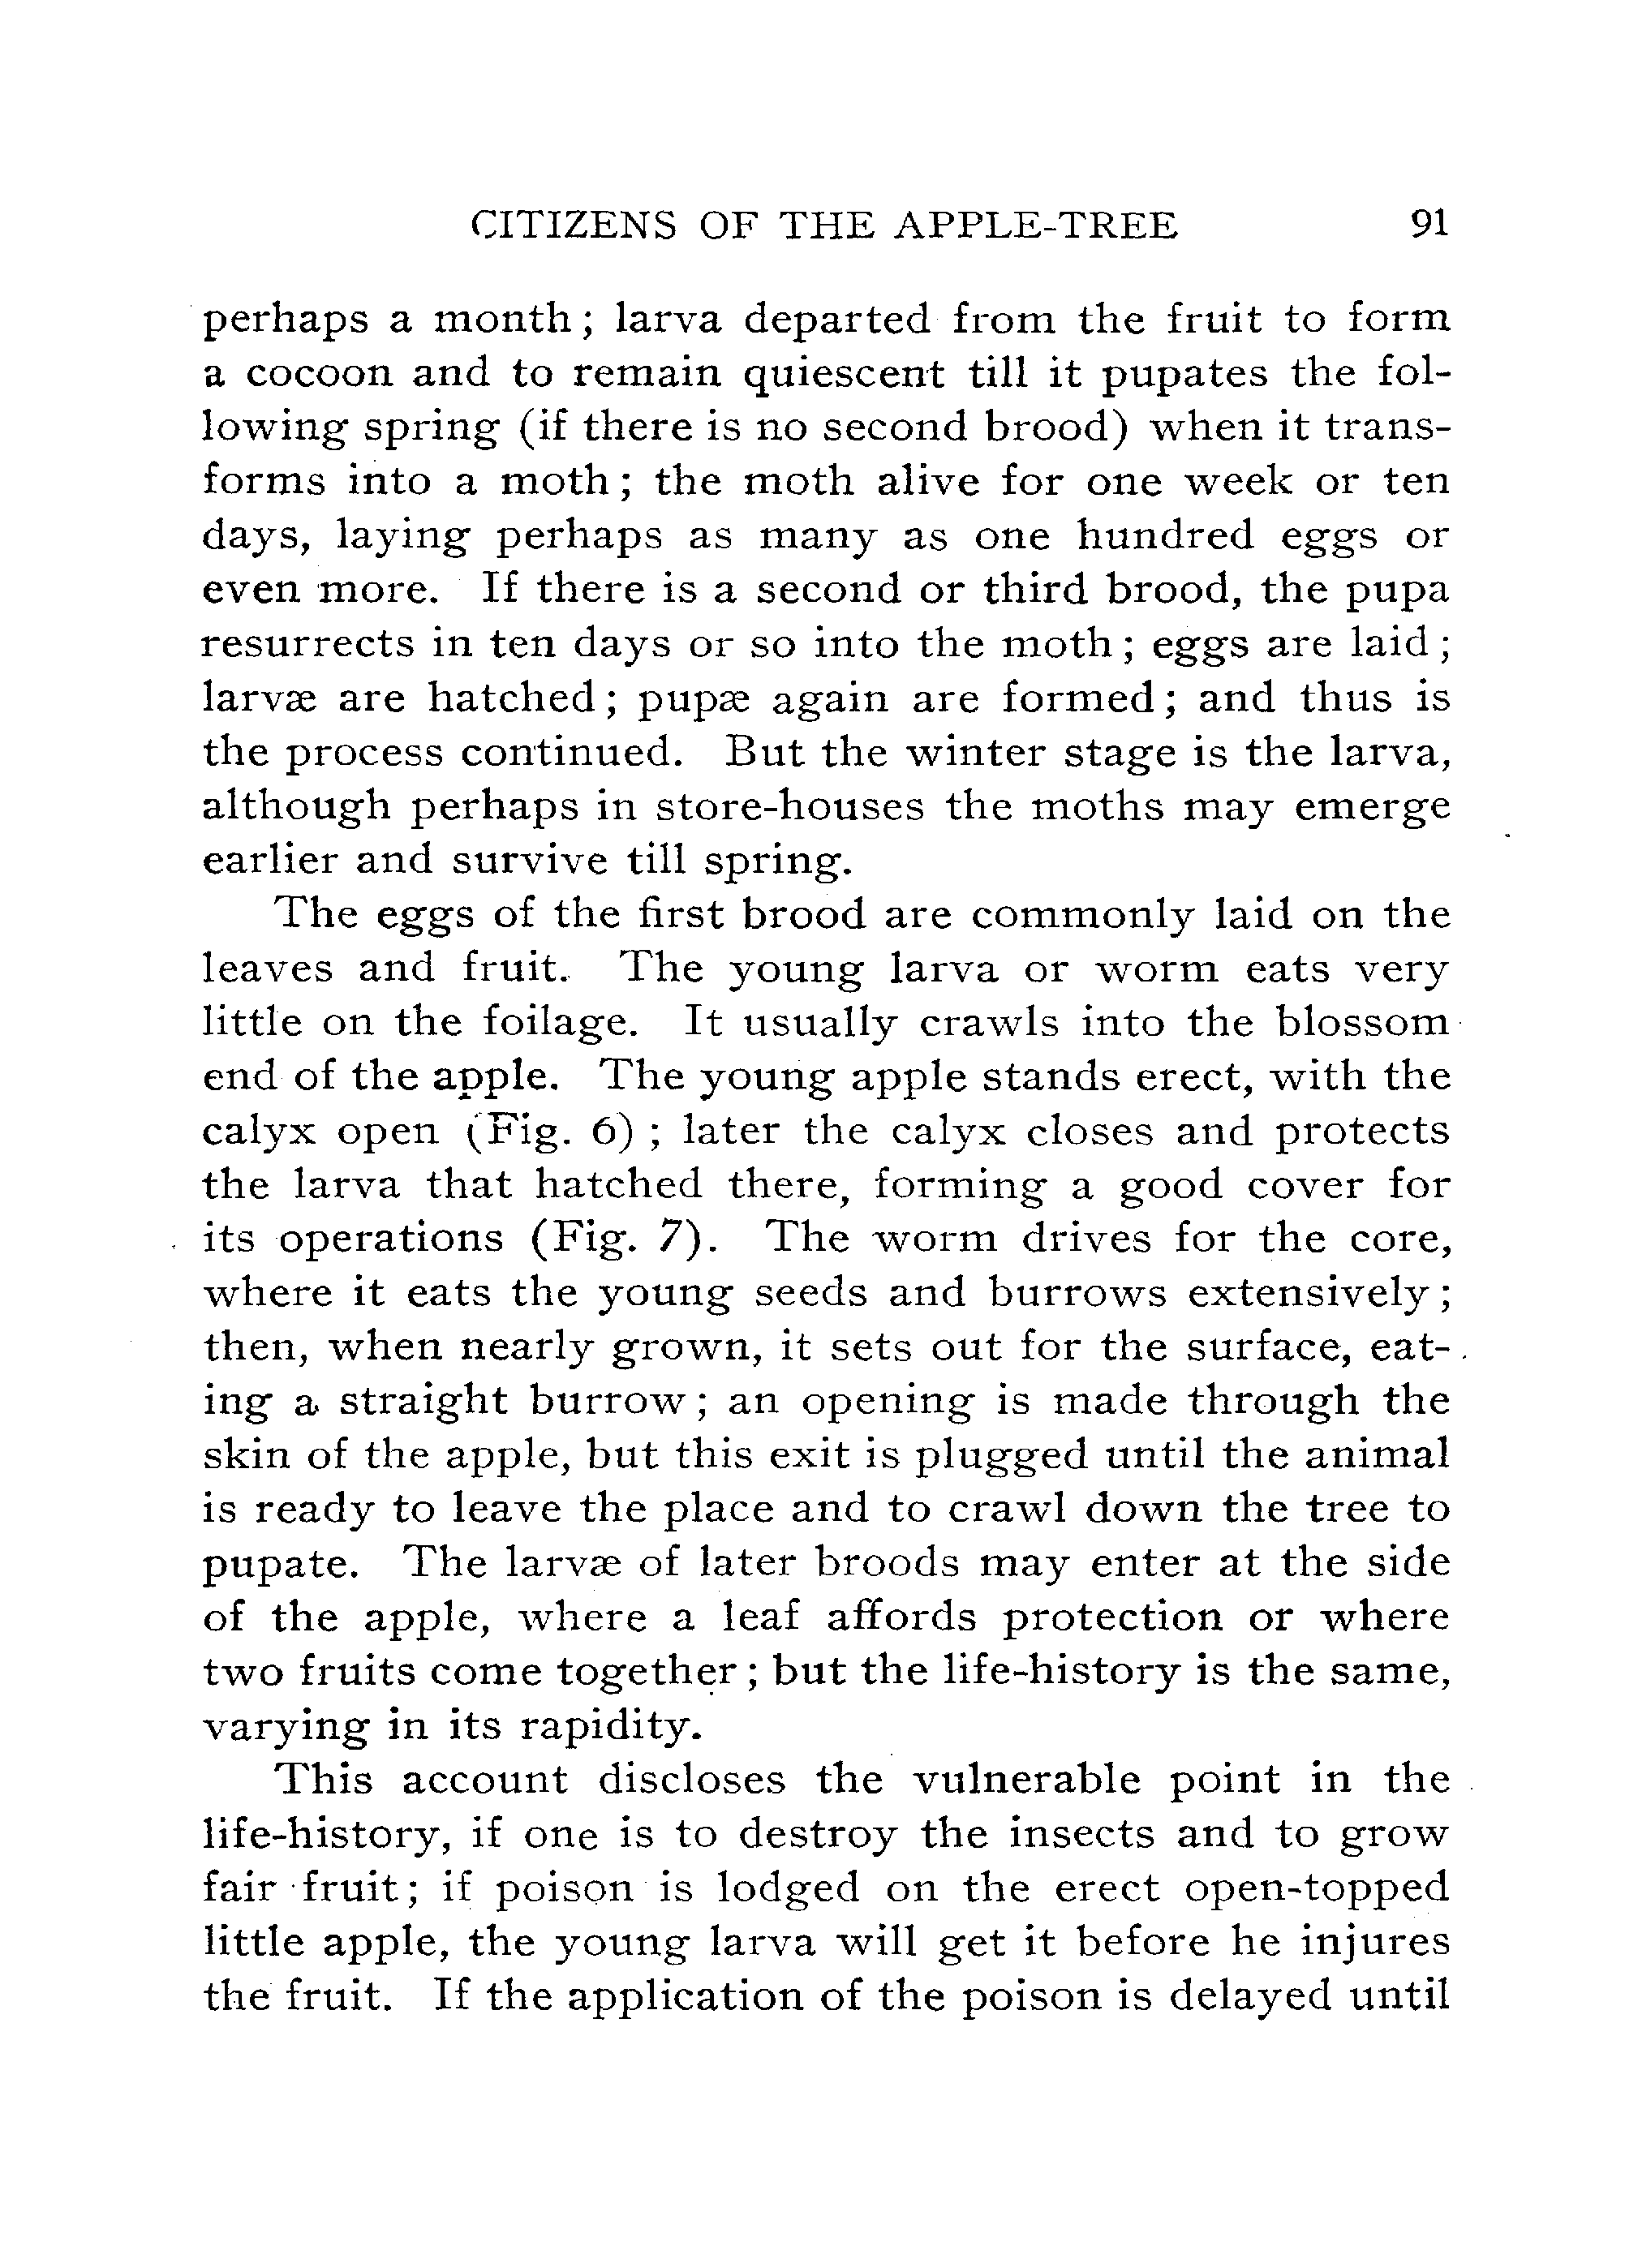 CITIZENS OF THE APPLE-TREE 91
perhaps a month; larva departed from the fruit to form
a cocoon and to remain quiescent till it pupates the fol-
lowing spring (if there is no second brood) when it trans-
forms into a moth; the moth alive for one week or ten
days, laying perhaps as many as one hundred eggs or
even more. If there is a second or third brood, the pupa
resurrects in ten days or so into the moth; eggs are laid;
larvæ are hatched; pupæ again are formed; and thus is
the process continued. But the winter stage is the larva,
although perhaps in store-houses the moths may emerge
earlier and survive till spring.
The eggs of the first brood are commonly laid on the
leaves and fruit. The young larva or worm eats very
little on the foilage. It usually crawls into the blossom
end of the apple. The young apple stands erect, with the
calyx open (Fig. 6); later the calyx closes and protects
the larva that hatched there, forming a good cover for
its operations (Fig. 7). The worm drives for the core,
where it eats the young seeds and burrows extensively;
then, when nearly grown, it sets out for the surface, eat-
ing a straight burrow; an opening is made through the
skin of the apple, but this exit is plugged until the animal
is ready to leave the place and to crawl down the tree to
pupate. The larvæ of later broods may enter at the side
of the apple, where a leaf affords protection or where
two fruits come together; but the life-history is the same,
varying in its rapidity.
This account discloses the vulnerable point in the
life-history, if one is to destroy the insects and to grow
fair fruit; if poison is lodged on the erect open-topped
little apple, the young larva will get it before he injures
the fruit. If the application of the poison is delayed until